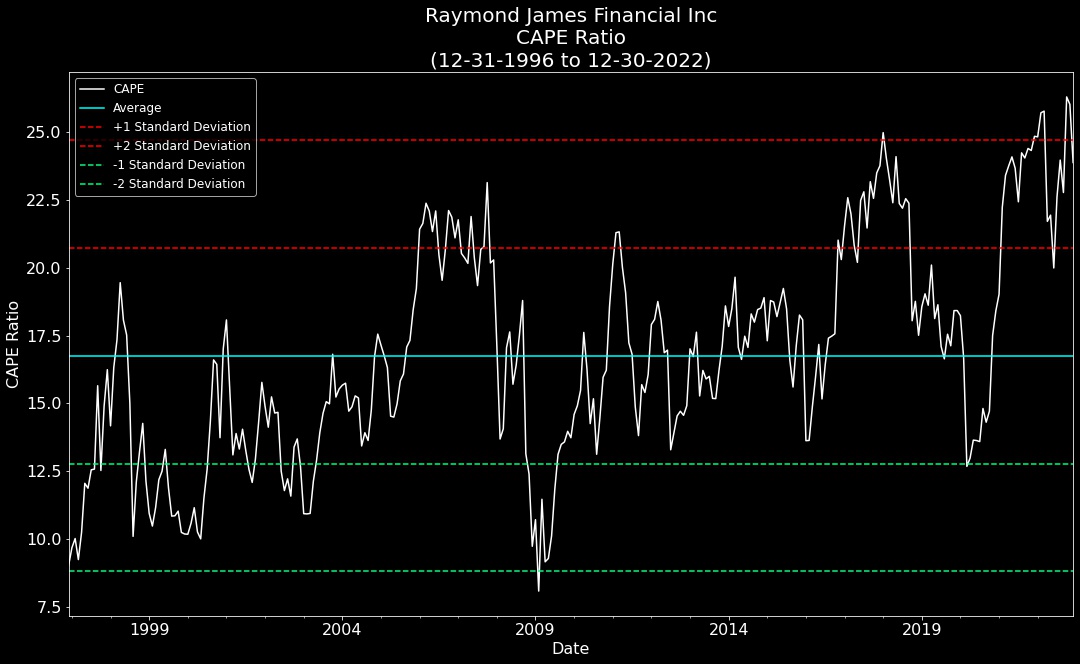 Raymond James Financial Inc
CAPE Ratio
(12-31-1996 to 12-30-2022)
CAPE
Average
+1 Standard Deviation
+2 Standard Deviation
-1 Standard Deviation
-2 Standard Deviation
25.0
22.5
20.0
17.5
15.0
12.5
10.0
7.5
CAPE Ratio
1999
2004
2009
2014
2019
Date